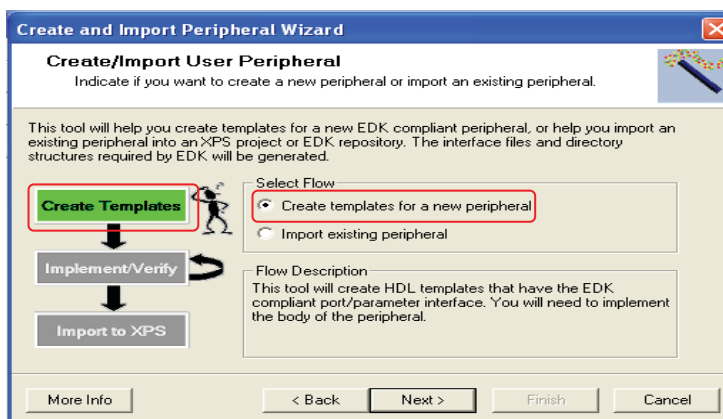 Create and Import Peripheral Wizard
Create/Import User Peripheral
Indicate if you want to create a new peripheral or import an existing peripheral.
This tool will help you create templates for a new EDK compliant peripheral, or help you import an
existing peripheral into an XPS project or EDK repository. The interface files and directory
structures required by EDK will be generated.
Create Templates
Implement/Verify
Import to XPS
Select Flow
Create templates for a new peripheral
Import existing peripheral
Flow Description
This tool will create HDL templates that have the EDK
compliant port/parameter interface. You will need to implement
the body of the peripheral.
More Info
< Back
Next >
Finish
Cancel